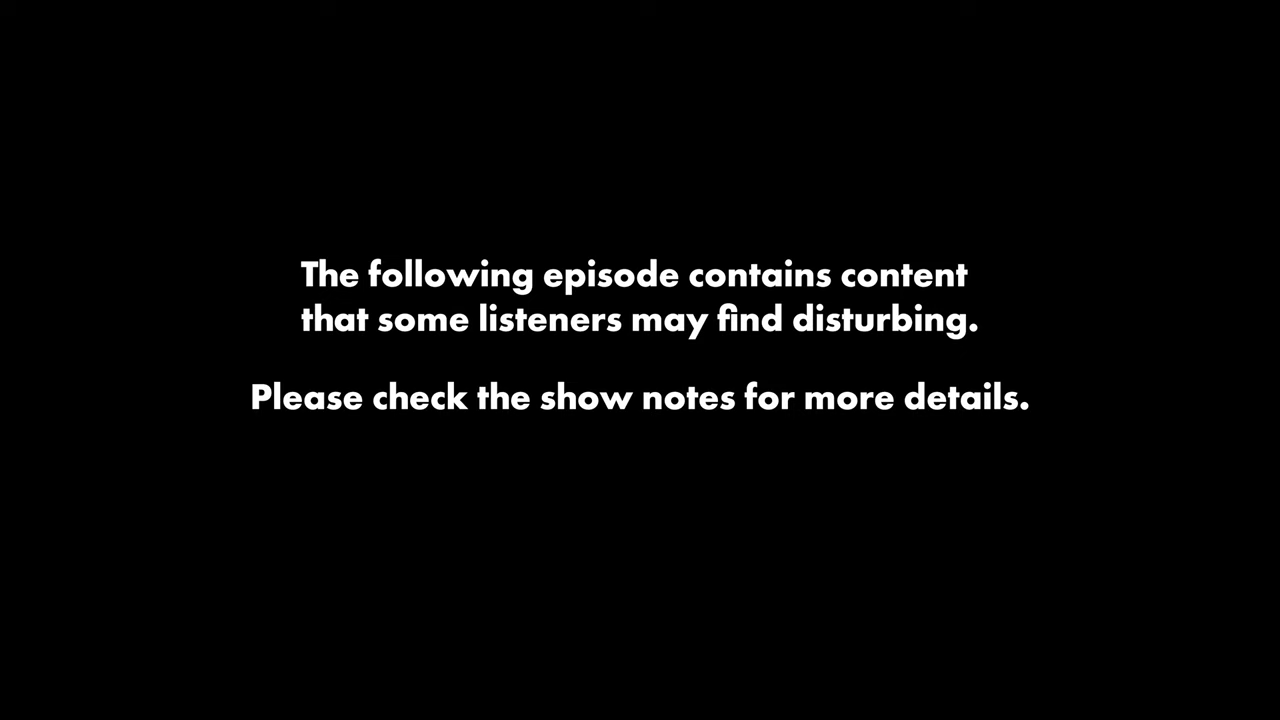 The following episode contains content
that some listeners may find disturbing.
Please check the show notes for more details.